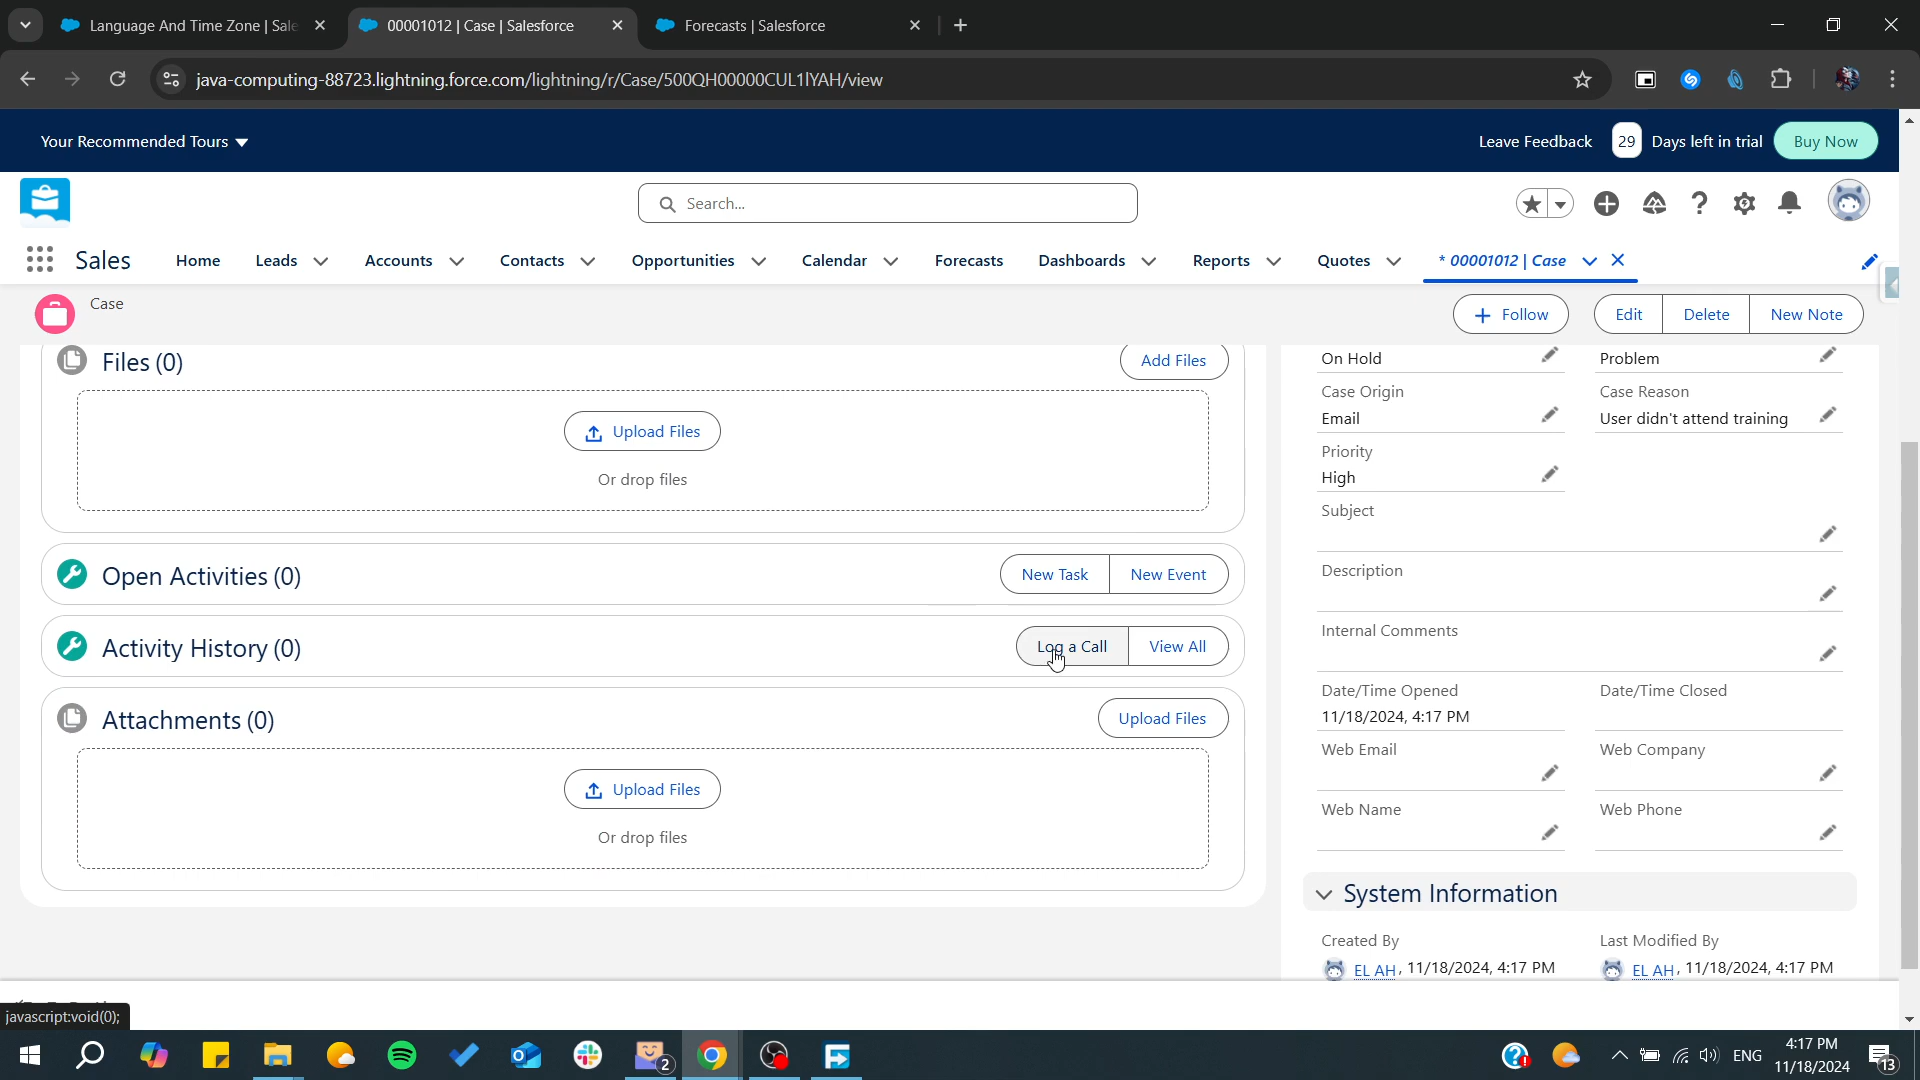 Language And Time Zone | Sale
00001012 | Case | Salesforce
Forecasts | Salesforce
java-computing-88723.lightning.force.com/lightning/r/Case/500QH00000CUL1lYAH/view
Your Recommended Tours
Leave Feedback
29 Days left in trial
Buy Now
Search...
Sales
Home
Leads
Accounts
Contacts
Opportunities
Calendar
Forecasts
Dashboards
Reports
Quotes
* 00001012 | Case
Case
+ Follow
Edit
Delete
New Note
Files (0)
Add Files
Upload Files
Or drop files
Open Activities (0)
New Task
New Event
Activity History (0)
Log a Call
View All
Attachments (0)
Upload Files
Upload Files
Or drop files
On Hold
Problem
Case Origin
Email
Case Reason
User didn't attend training
Priority
High
Subject
Description
Internal Comments
Date/Time Opened
11/18/2024, 4:17 PM
Date/Time Closed
Web Email
Web Company
Web Name
Web Phone
System Information
Created By
EL AH, 11/18/2024, 4:17 PM
Last Modified By
EL AH, 11/18/2024, 4:17 PM
javascript:void(0);
2
ENG
4:17 PM
11/18/2024
13